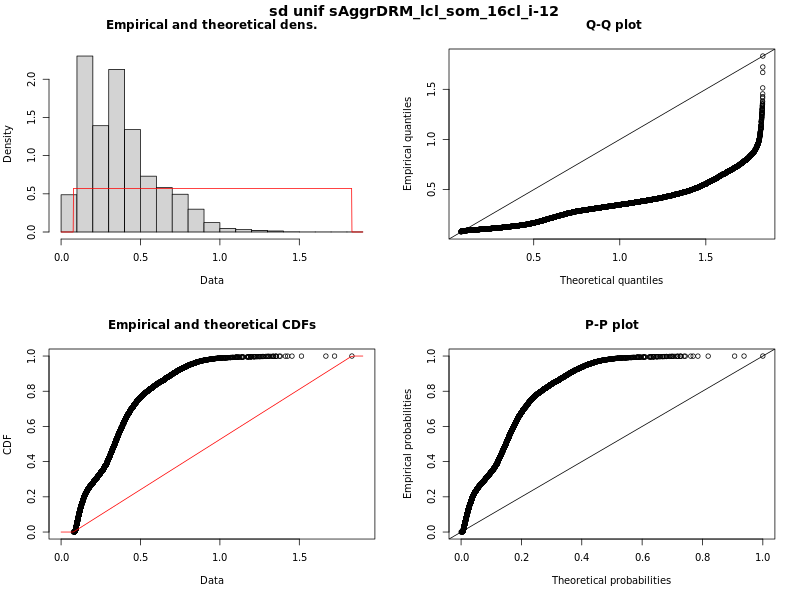 sd unif sAggrDRM_lcl_som_16cl_i-12
Empirical and theoretical dens.
Density
0.0 0.5 1.0 1.5 2.0
0.0 0.5 1.0 1.5
Data
Q-Q plot
Empirical quantiles
0.5 1.0 1.5
0.5 1.0 1.5
Theoretical quantiles
Empirical and theoretical CDFs
CDF
0.0 0.2 0.4 0.6 0.8 1.0
0.0 0.5 1.0 1.5
Data
P-P plot
Empirical probabilities
0.0 0.2 0.4 0.6 0.8 1.0
0.0 0.2 0.4 0.6 0.8 1.0
Theoretical probabilities